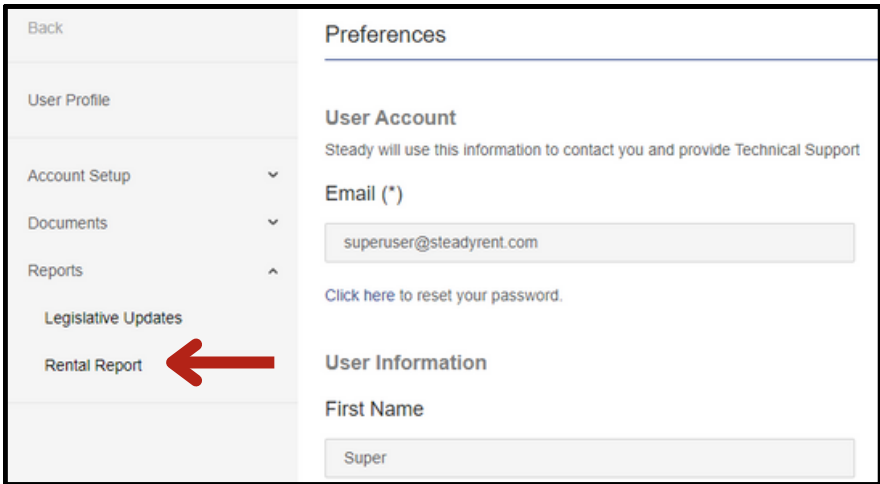 Back
User Profile
Account Setup
Documents
Reports
Legislative Updates
Rental Report
Preferences
User Account
Steady will use this information to contact you and provide Technical Support
Email (*)
superuser@steadyrent.com
Click here to reset your password.
User Information
First Name
Super